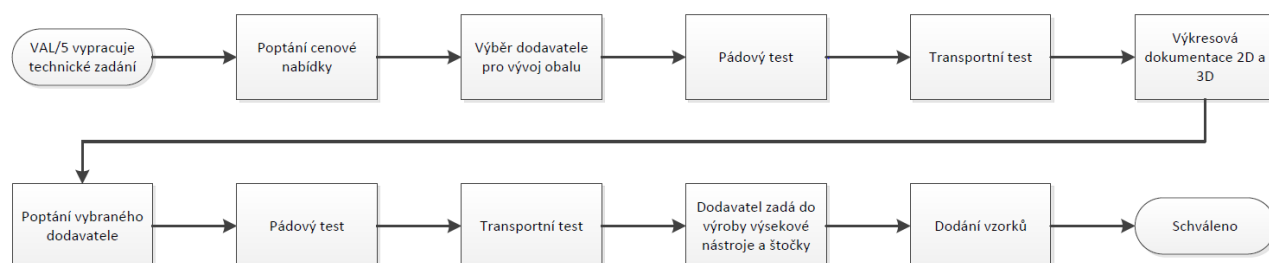 VAL/5 vypracuje
technické zadání
Poptání cenové
nabídky
Výběr dodavatele
pro vývoj obalu
Pádový test
Transportní test
Výkresová
dokumentace 2D a
3D
Poptání vybraného
dodavatele
Pádový test
Transportní test
Dodavatel zadá do
výroby výsekové
nástroje a štočky
Dodání vzorků
Schváleno